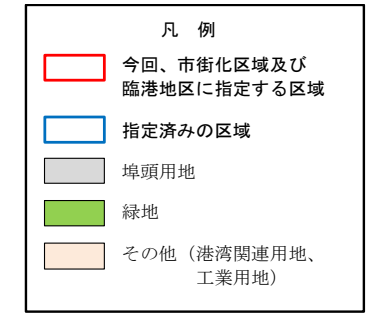 凡　例
今回、市街化区域及び
臨港地区に指定する区域
指定済みの区域
埠頭用地
緑地
その他（港湾関連用地、
工業用地）